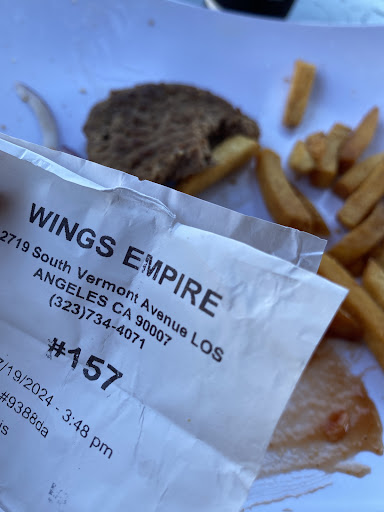 WINGS EMPIRE
2719 South Vermont Avenue LOS
ANGELES CA 90007
(323)734-4071
#157
/19/2024 - 3:48 pm
#9388da